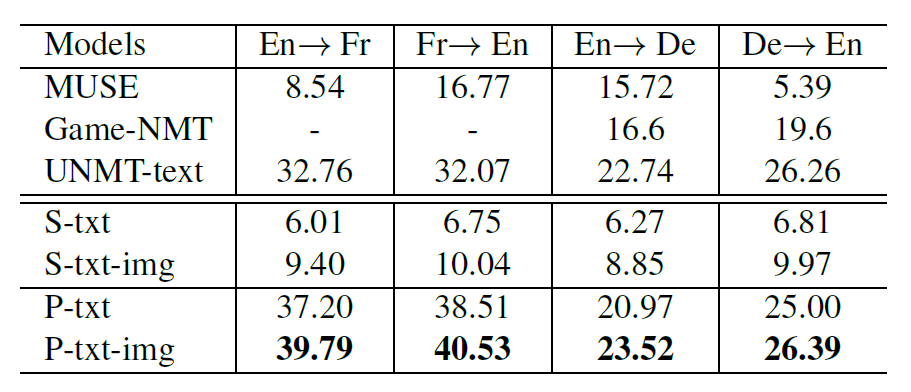 Models En→ Fr Fr→ En En→ De De→ En
MUSE 8.54 16.77 15.72 5.39
Game-NMT - - 16.6 19.6
UNMT-text 32.76 32.07 22.74 26.26
S-txt 6.01 6.75 6.27 6.81
S-txt-img 9.40 10.04 8.85 9.97
P-txt 37.20 38.51 20.97 25.00
P-txt-img 39.79 40.53 23.52 26.39